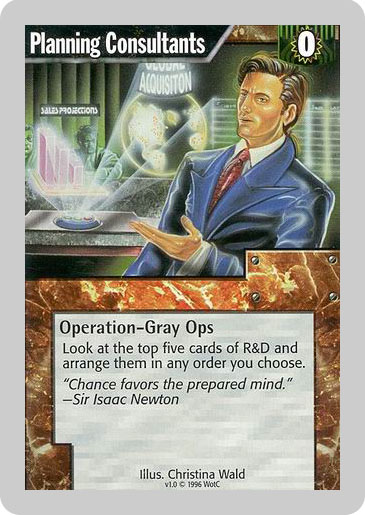 Planning Consultants
0
GLOBAL
ACQUISITON
SALES PROJECTIONS
Operation–Gray Ops
Look at the top five cards of R&D and
arrange them in any order you choose.
“Chance favors the prepared mind.”
–Sir Isaac Newton
Illus. Christina Wald
v1.0 © 1996 WotC